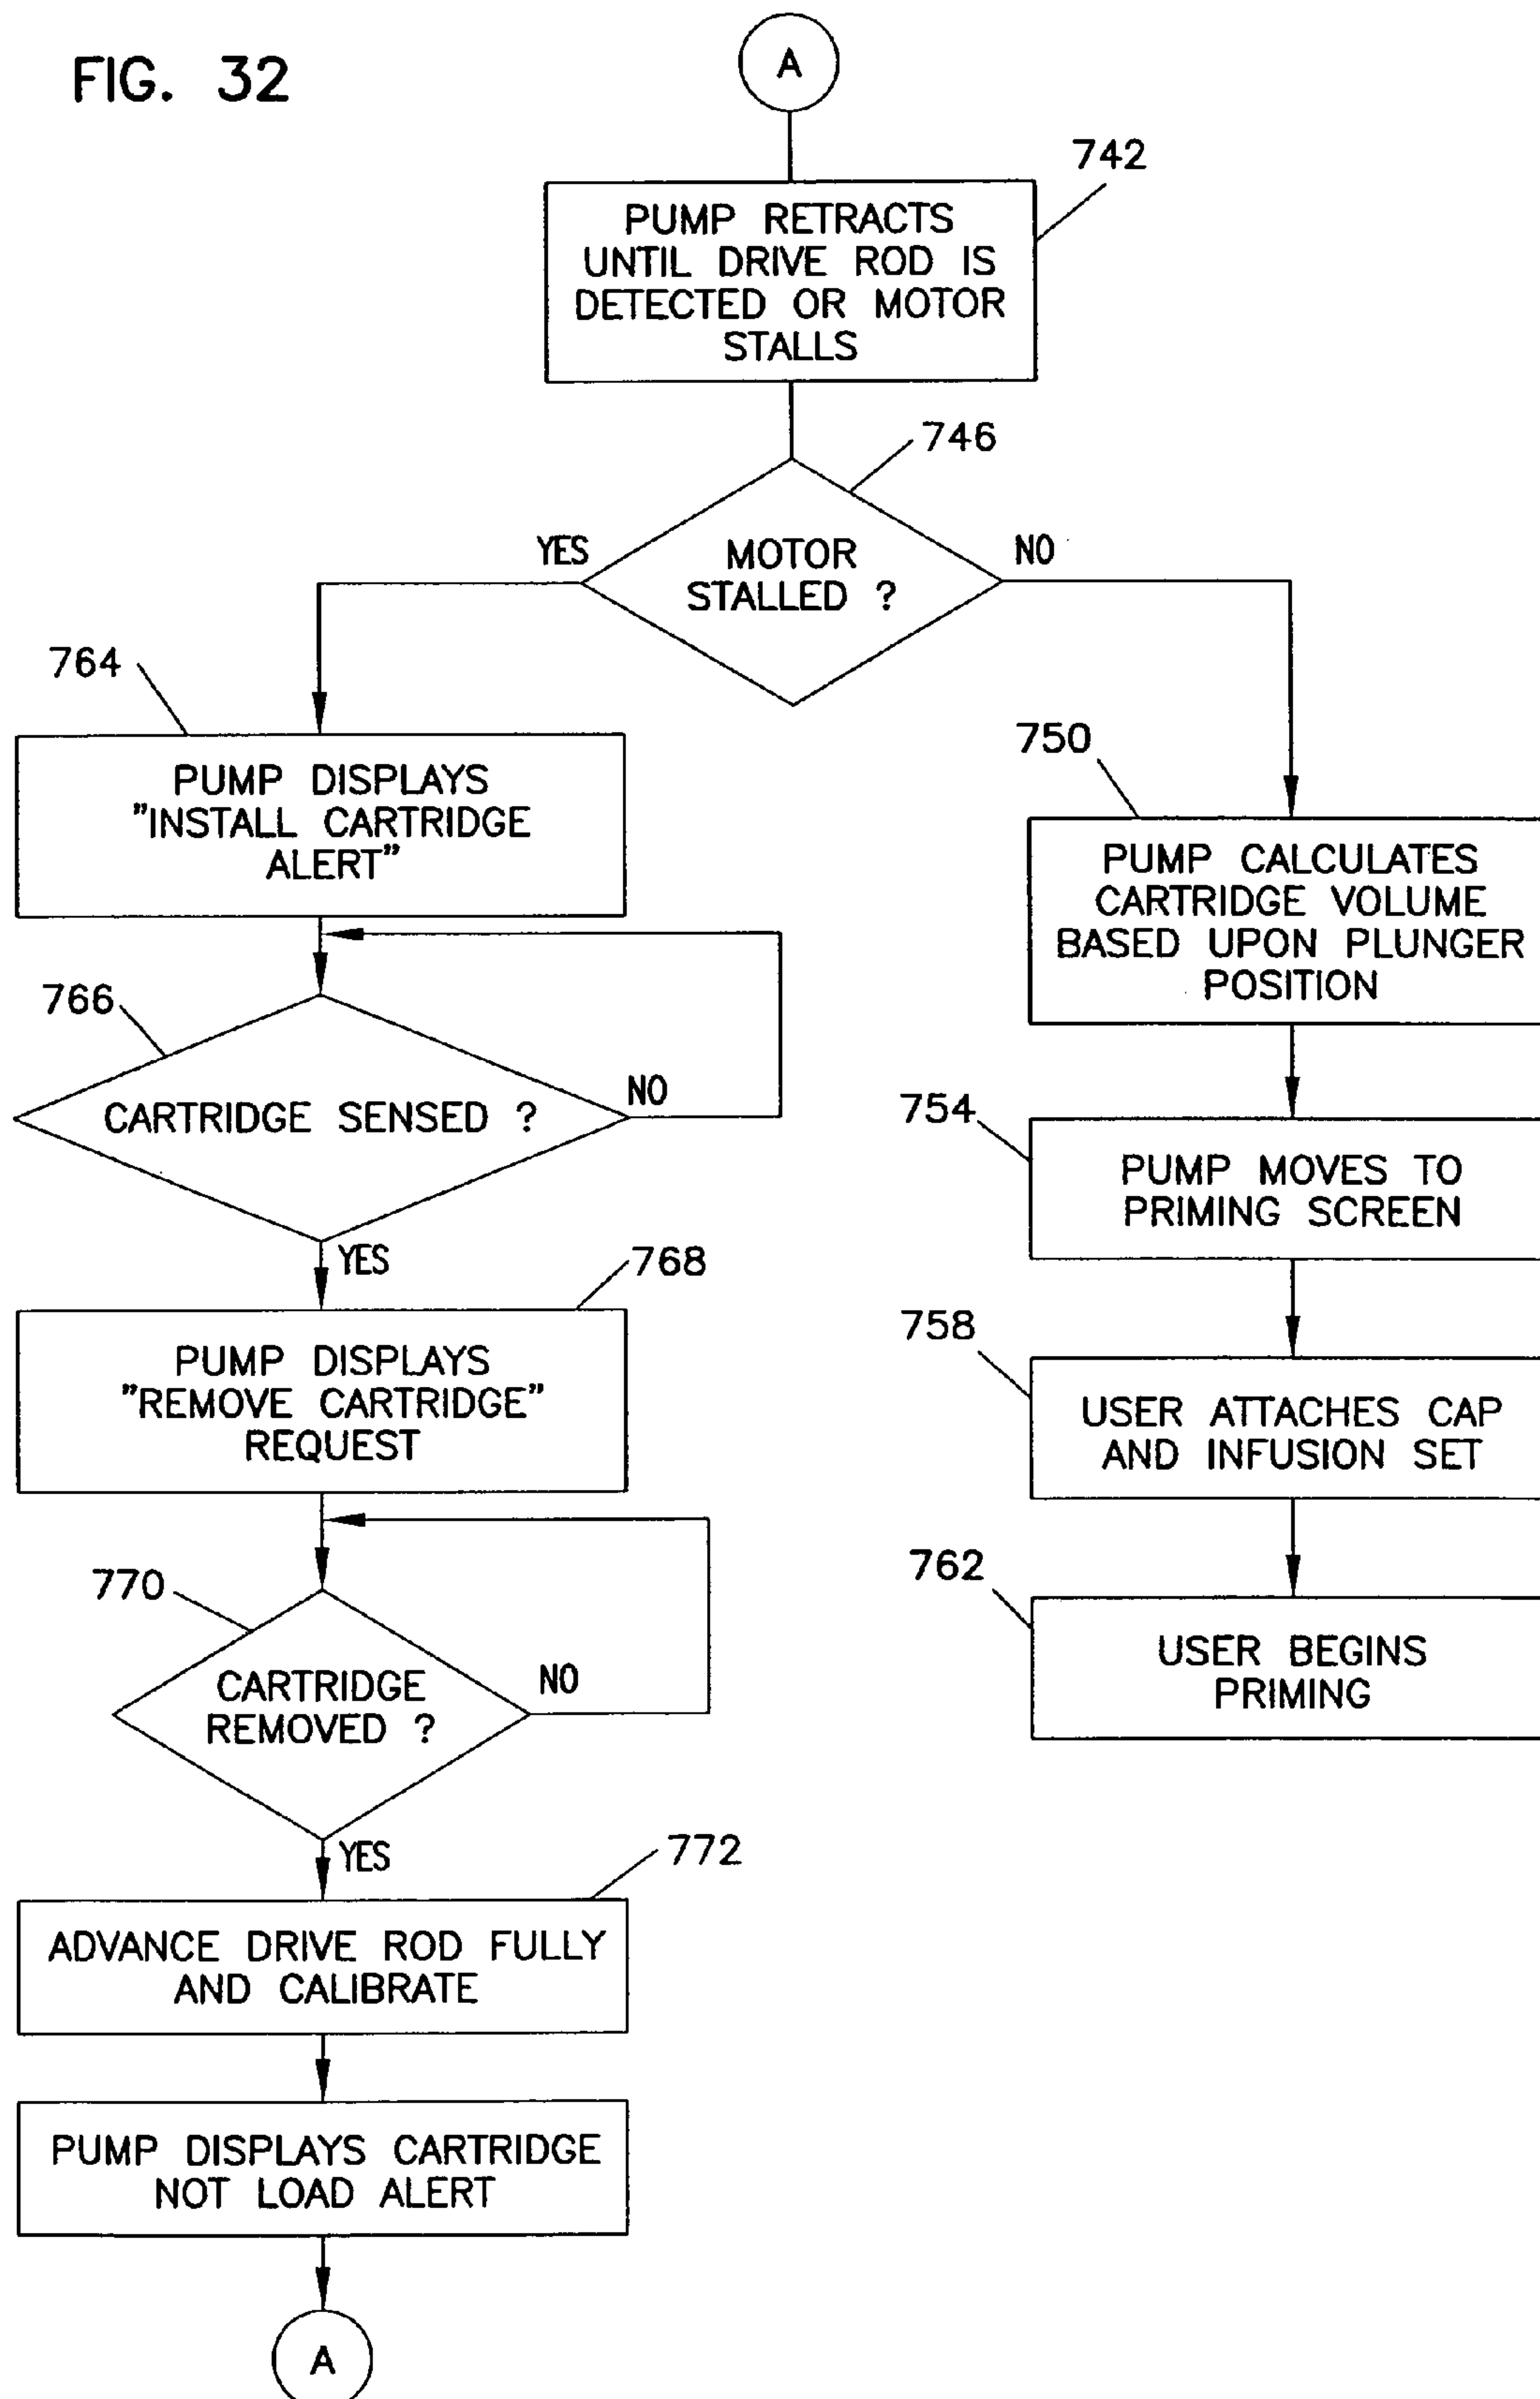 FIG. 32
A
742
PUMP RETRACTS
UNTIL DRIVE ROD IS
DETECTED OR MOTOR
STALLS
746
MOTOR
STALLED ?
YES
NO
764
PUMP DISPLAYS
"INSTALL CARTRIDGE
ALERT"
766
CARTRIDGE SENSED ?
NO
YES
768
PUMP DISPLAYS
"REMOVE CARTRIDGE"
REQUEST
770
CARTRIDGE
REMOVED ?
NO
YES
772
ADVANCE DRIVE ROD FULLY
AND CALIBRATE
PUMP DISPLAYS CARTRIDGE
NOT LOAD ALERT
A
750
PUMP CALCULATES
CARTRIDGE VOLUME
BASED UPON PLUNGER
POSITION
754
PUMP MOVES TO
PRIMING SCREEN
758
USER ATTACHES CAP
AND INFUSION SET
762
USER BEGINS
PRIMING